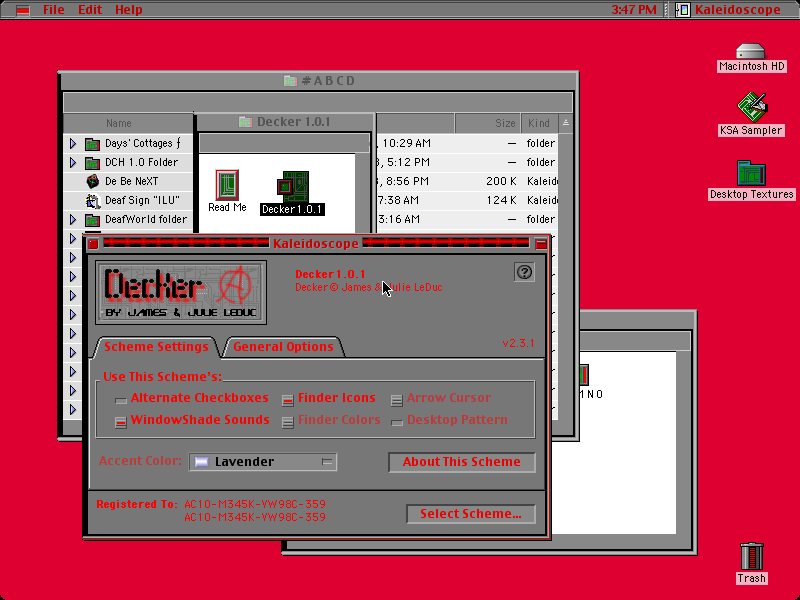 File Edit Help 3:47 PM Kaleidoscope
Macintosh HD
KSA Sampler
Desktop Textures
#ABCD
Name Size Kind
Days' Cottages ƒ , 10:29 AM — folder
DCH 1.0 Folder , 5:12 PM — folder
De Be NeXT , 8:56 PM 200 K Kaleid
Deaf Sign "ILU" 7:38 AM 124 K Kaleid
DeafWorld folder 3:16 AM — folder
Decker 1.0.1
Read Me
Decker 1.0.1
Kaleidoscope
Decker
BY JAMES & JULIE LEDUC
Decker 1.0.1
Decker © James & Julie LeDuc
?
Scheme Settings General Options v2.3.1
Use This Scheme's:
Alternate Checkboxes Finder Icons Arrow Cursor
WindowShade Sounds Finder Colors Desktop Pattern
Accent Color: Lavender About This Scheme
Registered To: AC10-M345K-VW98C-359
AC10-M345K-VW98C-359
Select Scheme...
Trash